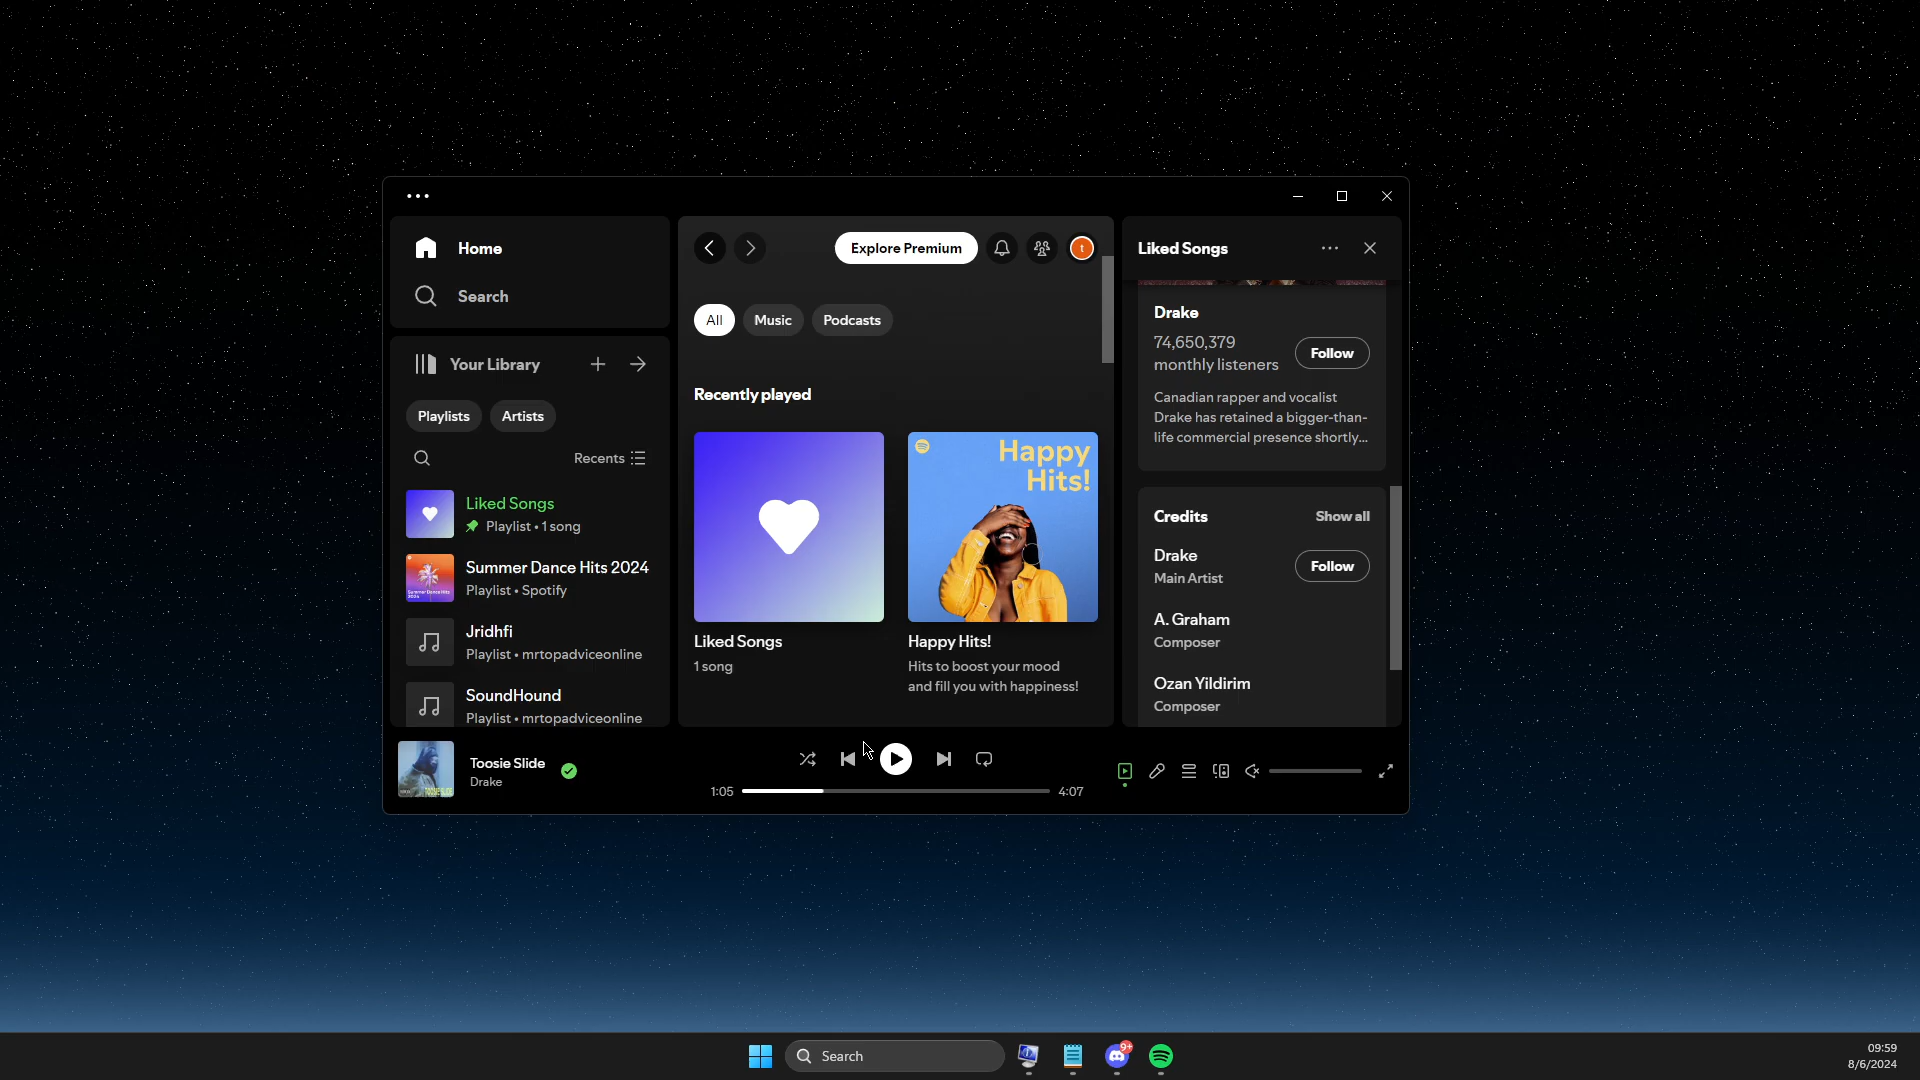 Home
Search
Your Library
Playlists
Artists
Recents
Liked Songs
Playlist • 1 song
Summer Dance Hits 2024
Playlist • Spotify
Jridhfi
Playlist • mrtopadviceonline
SoundHound
Playlist • mrtopadviceonline
Explore Premium
t
All
Music
Podcasts
Recently played
Happy
Hits!
Liked Songs
1 song
Happy Hits!
Hits to boost your mood
and fill you with happiness!
Liked Songs
Drake
74,650,379
monthly listeners
Follow
Canadian rapper and vocalist
Drake has retained a bigger-than-
life commercial presence shortly...
Credits
Show all
Drake
Main Artist
Follow
A. Graham
Composer
Ozan Yildirim
Composer
Toosie Slide
Drake
1:05
4:07
Search
9+
09:59
8/6/2024